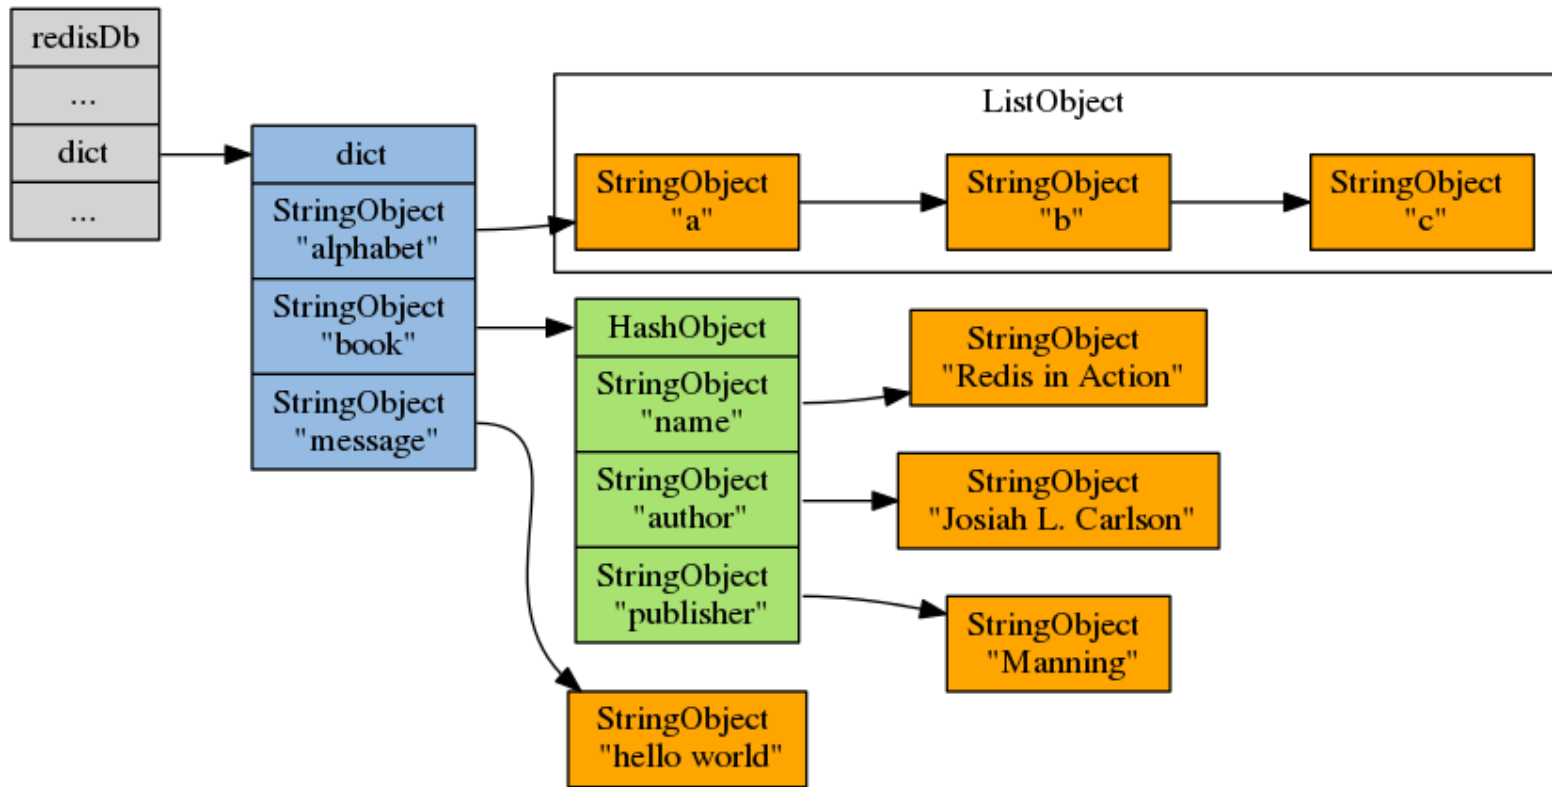 redisDb
...
dict
...
dict
StringObject
"alphabet"
StringObject
"book"
StringObject
"message"
ListObject
StringObject
"a"
StringObject
"b"
StringObject
"c"
HashObject
StringObject
"name"
StringObject
"author"
StringObject
"publisher"
StringObject
"Redis in Action"
StringObject
"Josiah L. Carlson"
StringObject
"Manning"
StringObject
"hello world"